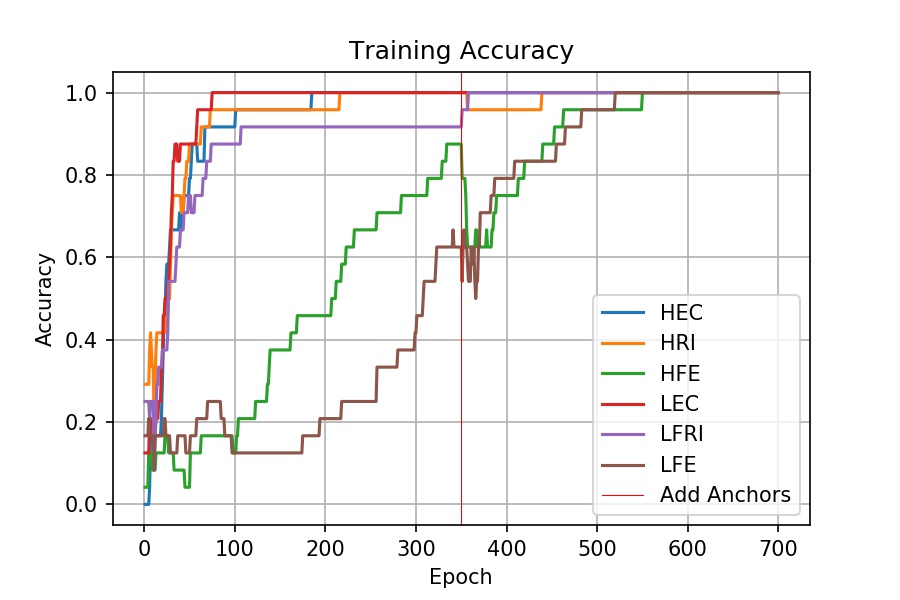 Training Accuracy
1.0
0.8
0.6
0.4
0.2
0.0
Accuracy
HEC
HRI
HFE
LEC
LFRI
LFE
Add Anchors
0 100 200 300 400 500 600 700
Epoch